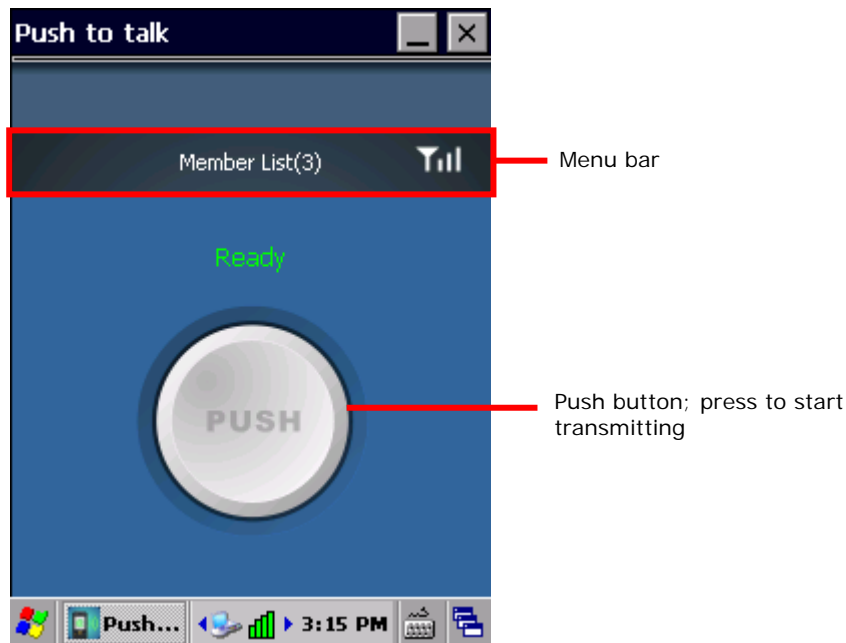 Push to talk
Member List(3)
Menu bar
Ready
PUSH
Push button; press to start
transmitting
Push... 3:15 PM